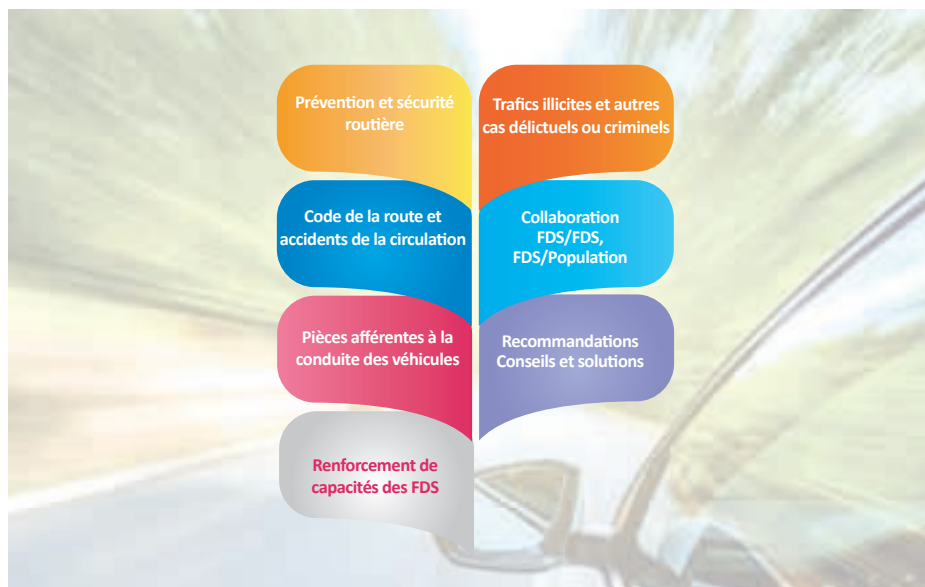 Prévention et sécurité
routière
Trafics illicites et autres
cas délictuels ou criminels
Code de la route et
accidents de la circulation
Collaboration
FDS/FDS,
FDS/Population
Pièces afférentes à la
conduite des véhicules
Recommandations
Conseils et solutions
Renforcement de
capacités des FDS